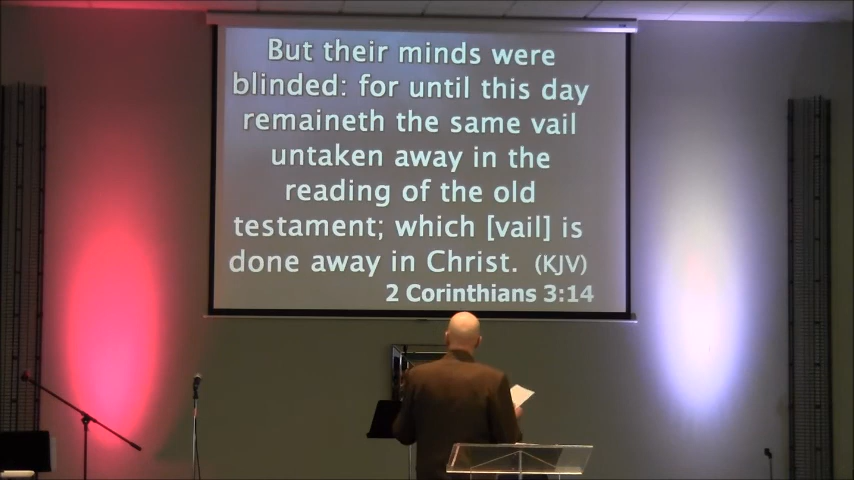 But their minds were
blinded: for until this day
remaineth the same vail
untaken away in the
reading of the old
testament; which [vail] is
done away in Christ. (KJV)
2 Corinthians 3:14